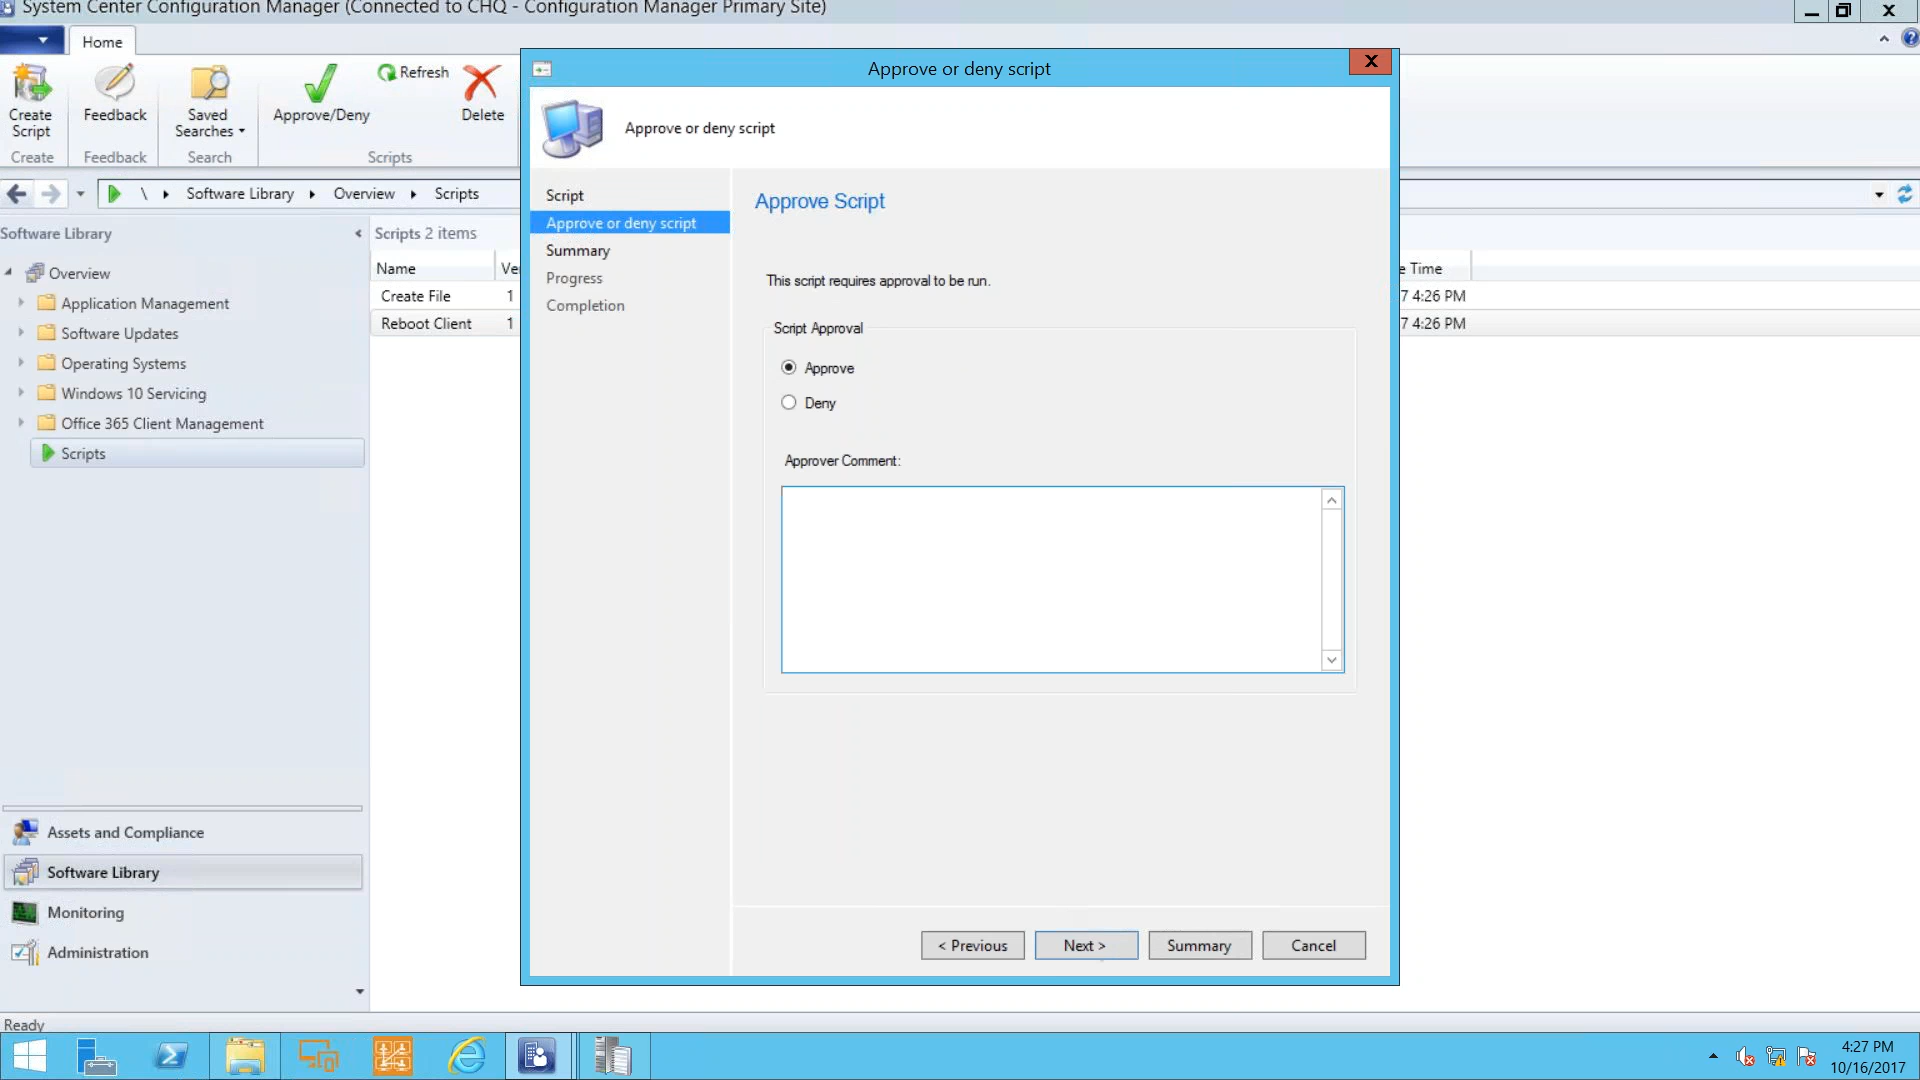 System Center Configuration Manager (Connected to CHQ - Configuration Manager Primary Site)
Home
Create Script
Feedback
Saved Searches
Approve/Deny
Refresh
Delete
Create
Feedback
Search
Scripts
\ Software Library Overview Scripts
Software Library
Overview
Application Management
Software Updates
Operating Systems
Windows 10 Servicing
Office 365 Client Management
Scripts
Assets and Compliance
Software Library
Monitoring
Administration
Ready
Scripts 2 items
Name Ve e Time
Create File 1 7 4:26 PM
Reboot Client 1 7 4:26 PM
Approve or deny script
X
Approve or deny script
Script
Approve or deny script
Summary
Progress
Completion
Approve Script
This script requires approval to be run.
Script Approval
Approve
Deny
Approver Comment:
< Previous Next > Summary Cancel
4:27 PM
10/16/2017